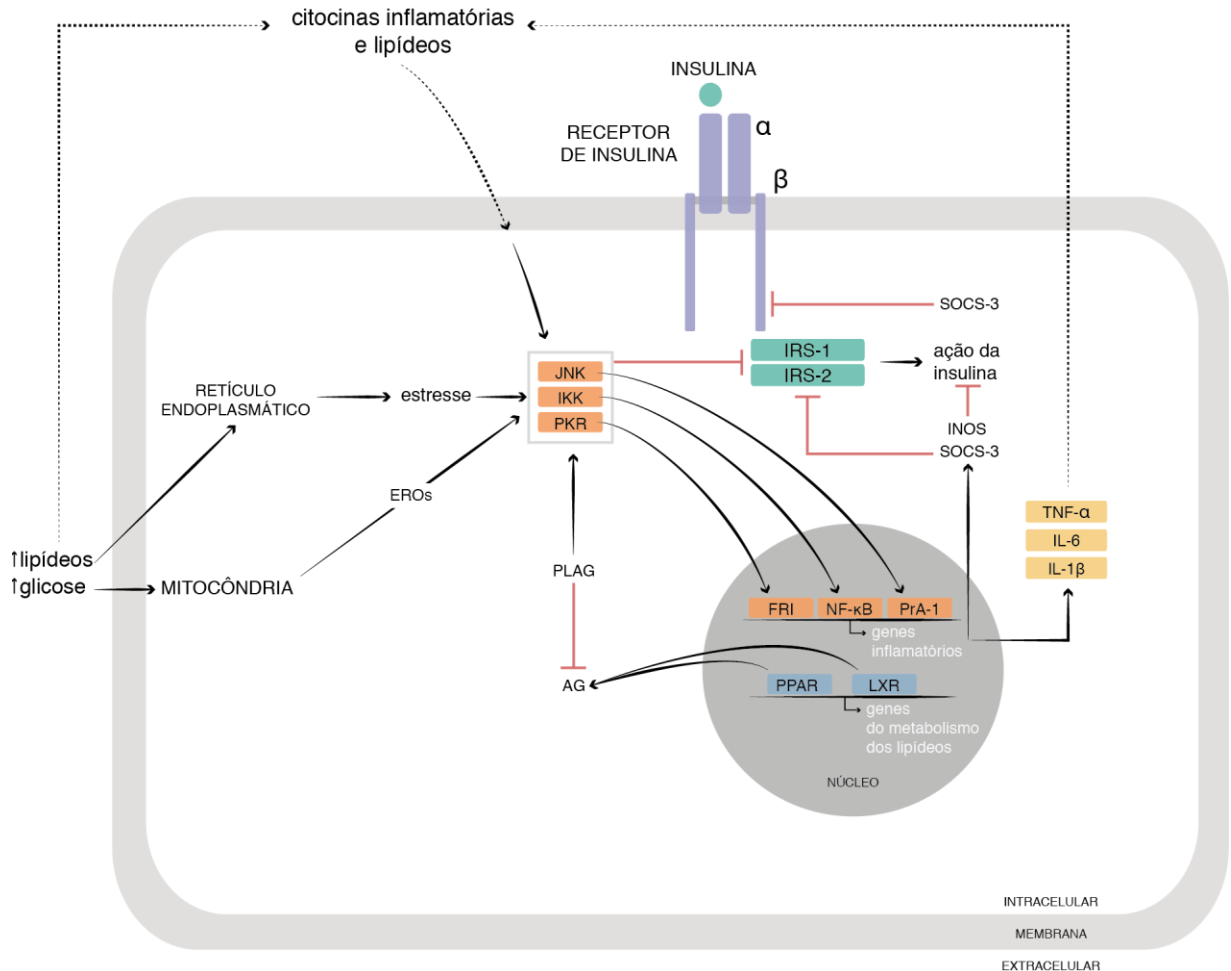 citocinas inflamatórias
e lipídeos
INSULINA
RECEPTOR
DE INSULINA
α
β
SOCS-3
IRS-1
IRS-2
ação da
insulina
JNK
IKK
PKR
RETÍCULO
ENDOPLASMÁTICO
estresse
INOS
SOCS-3
EROs
TNF-α
IL-6
IL-1β
↑lipídeos
↑glicose
MITOCÔNDRIA
PLAG
FRI
NF-κB
PrA-1
genes
inflamatórios
AG
PPAR
LXR
genes
do metabolismo
dos lipídeos
NÚCLEO
INTRACELULAR
MEMBRANA
EXTRACELULAR